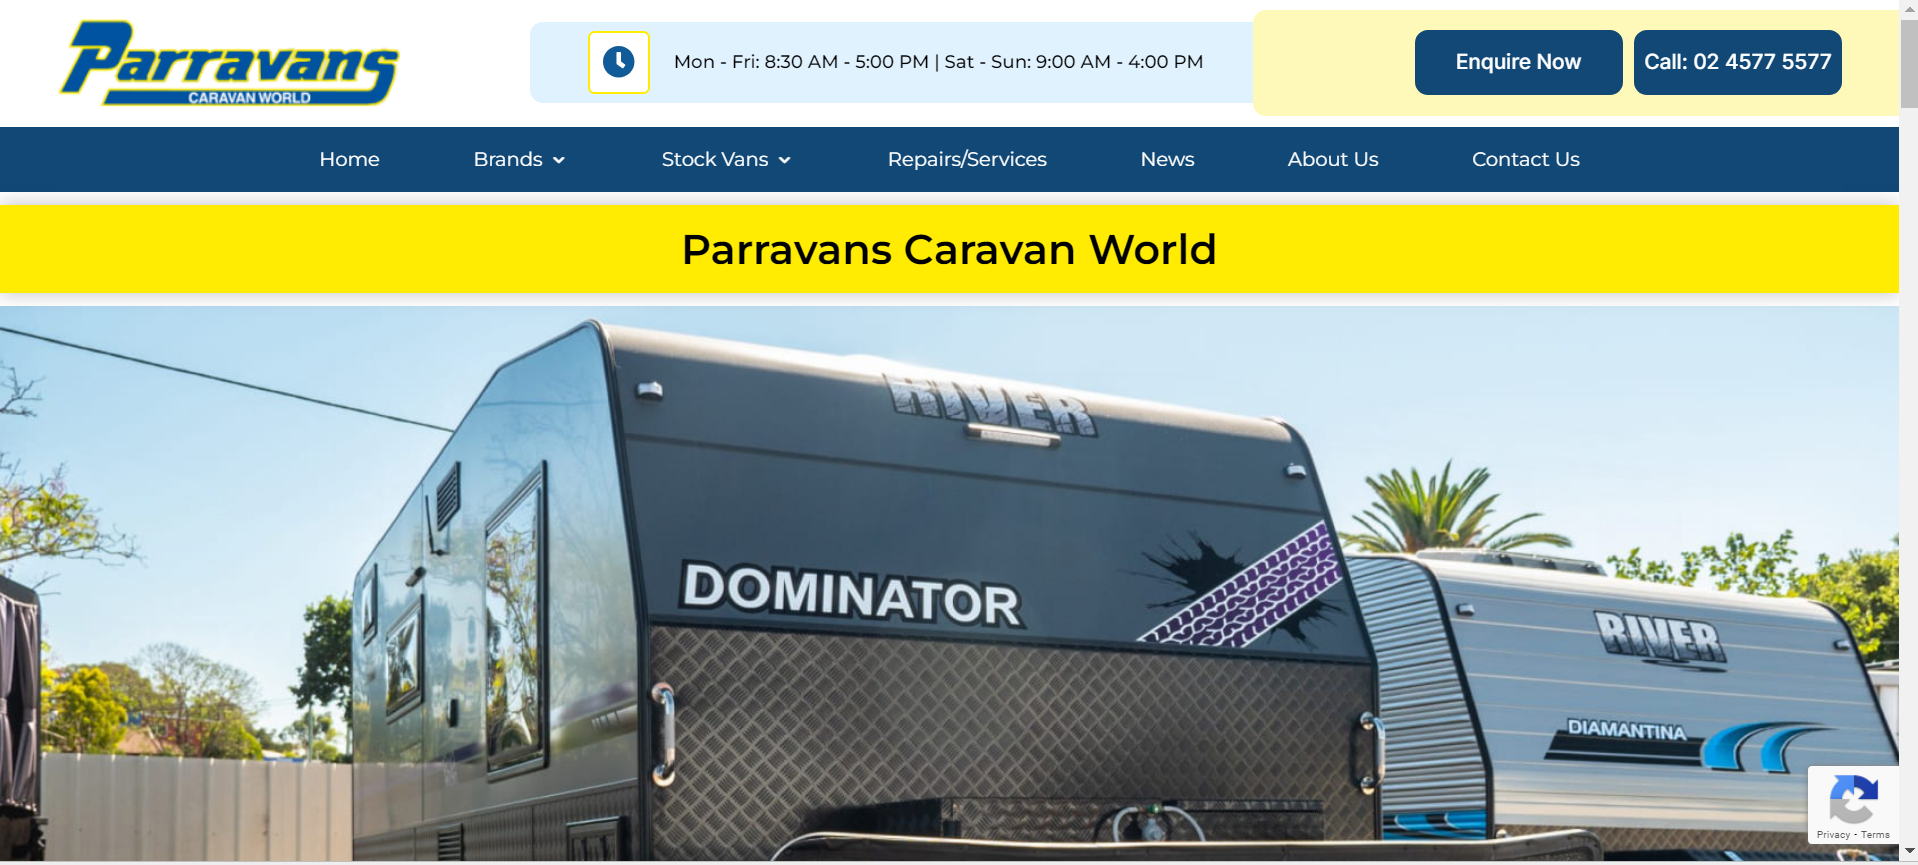 Parravans
CARAVAN WORLD
Mon - Fri: 8:30 AM - 5:00 PM | Sat - Sun: 9:00 AM - 4:00 PM
Enquire Now
Call: 02 4577 5577
Home
Brands
Stock Vans
Repairs/Services
News
About Us
Contact Us
Parravans Caravan World
RIVER
DOMINATOR
RIVER
DIAMANTINA
Privacy - Terms